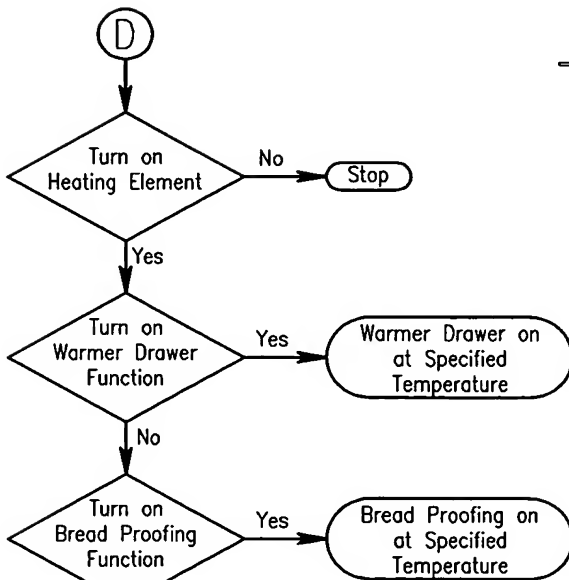 D
Turn on
Heating Element
No
Stop
Yes
Turn on
Warmer Drawer
Function
Yes
Warmer Drawer on
at Specified
Temperature
No
Turn on
Bread Proofing
Function
Yes
Bread Proofing on
at Specified
Temperature